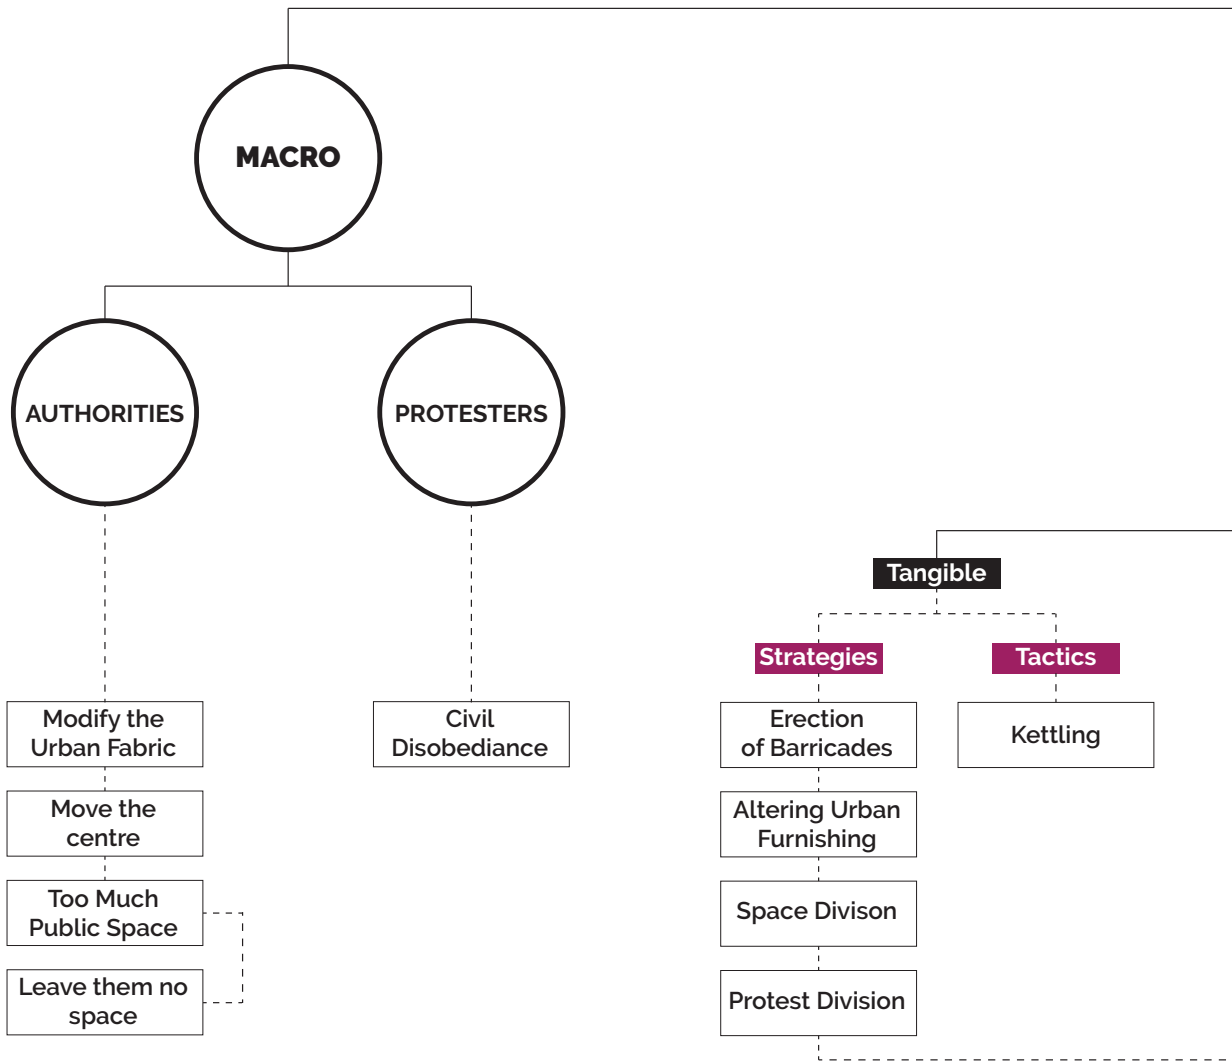 MACRO
AUTHORITIES
PROTESTERS
Modify the
Urban Fabric
Move the
centre
Too Much
Public Space
Leave them no
space
Civil
Disobediance
Tangible
Strategies
Erection
of Barricades
Altering Urban
Furnishing
Space Divison
Protest Division
Tactics
Kettling